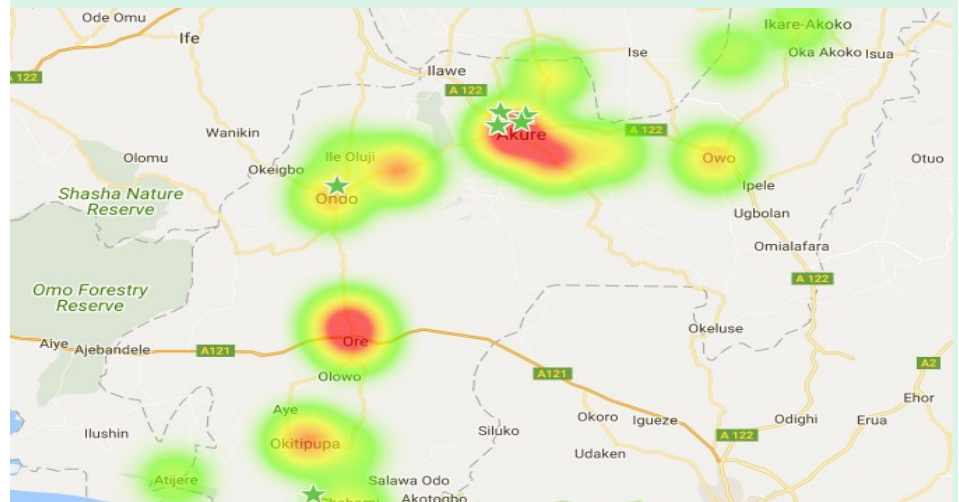 Ode Omu
Ikare-Akoko
Ife
Ise
Oka Akoko
Isua
Ilawe
A 122
A 122
Wanikin
Akure
A 122
Olomu
Ile Oluji
Owo
Otuo
Okeigbo
Shasha Nature
Reserve
Ondo
Ipele
Ugbolan
Omialafara
A 122
Omo Forestry
Reserve
Okeluse
Aiye
Ajebandele
A121
Ore
A2
Olowo
A121
Ehor
Aye
Okoro
Igueze
Odighi
Erua
Ilushin
Okitipupa
Siluko
A 122
Udaken
Atijere
Salawa Odo
Akotogbo